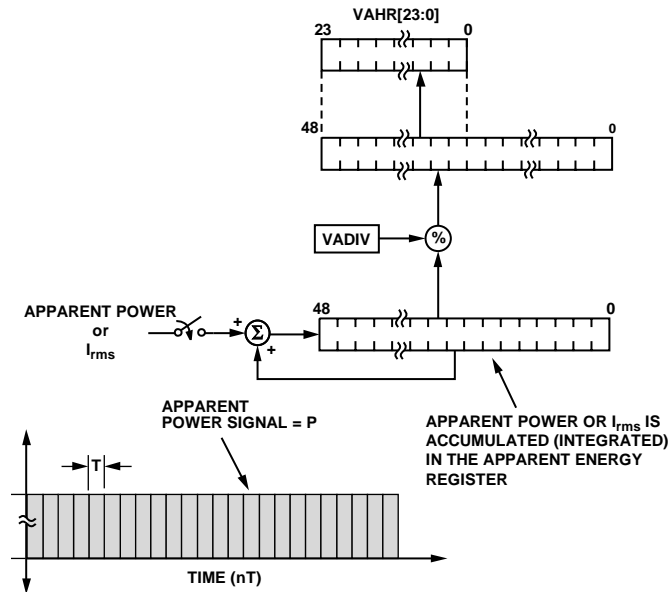 VAHR[23:0]
23 0
48 0
VADIV %
48 0
APPARENT POWER
or
Irms
+ Σ
+
APPARENT
POWER SIGNAL = P
APPARENT POWER OR Irms IS
ACCUMULATED (INTEGRATED)
IN THE APPARENT ENERGY
REGISTER
T
TIME (nT)